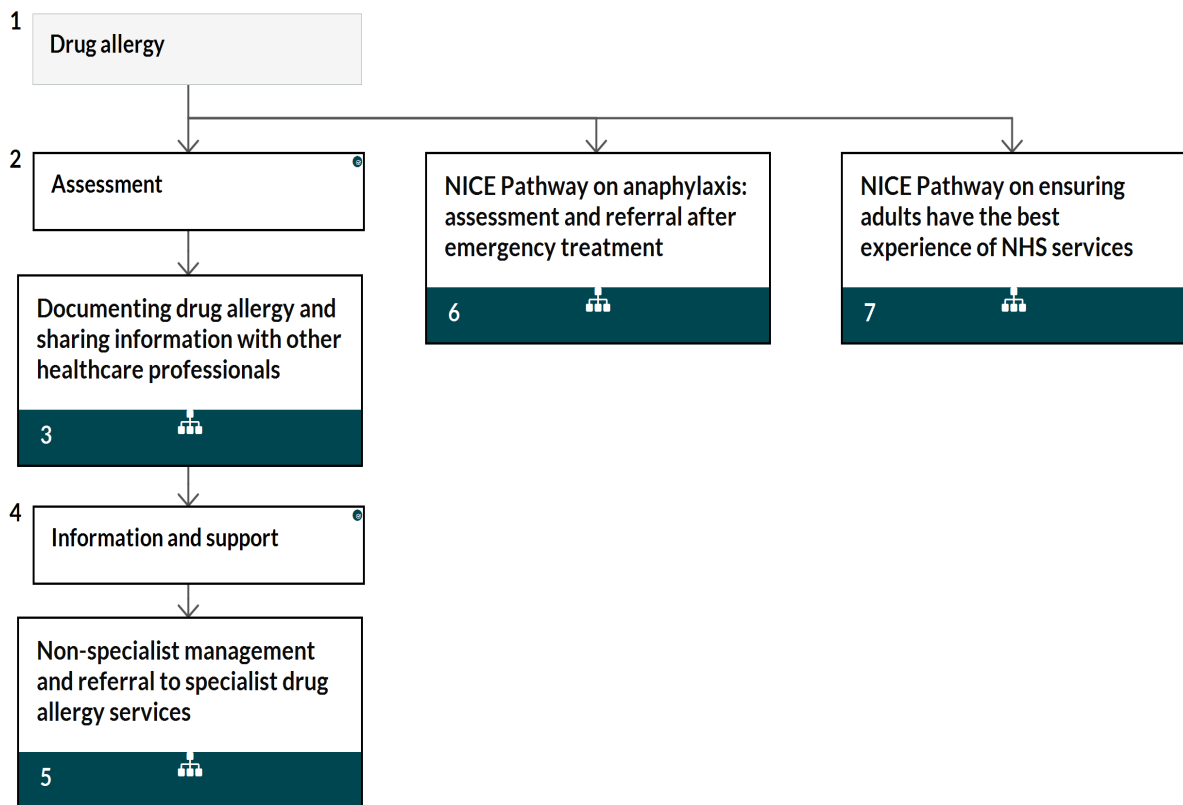 1
Drug allergy
2
Assessment
NICE Pathway on anaphylaxis:
assessment and referral after
emergency treatment
6
NICE Pathway on ensuring
adults have the best
experience of NHS services
7
Documenting drug allergy and
sharing information with other
healthcare professionals
3
4
Information and support
Non-specialist management
and referral to specialist drug
allergy services
5